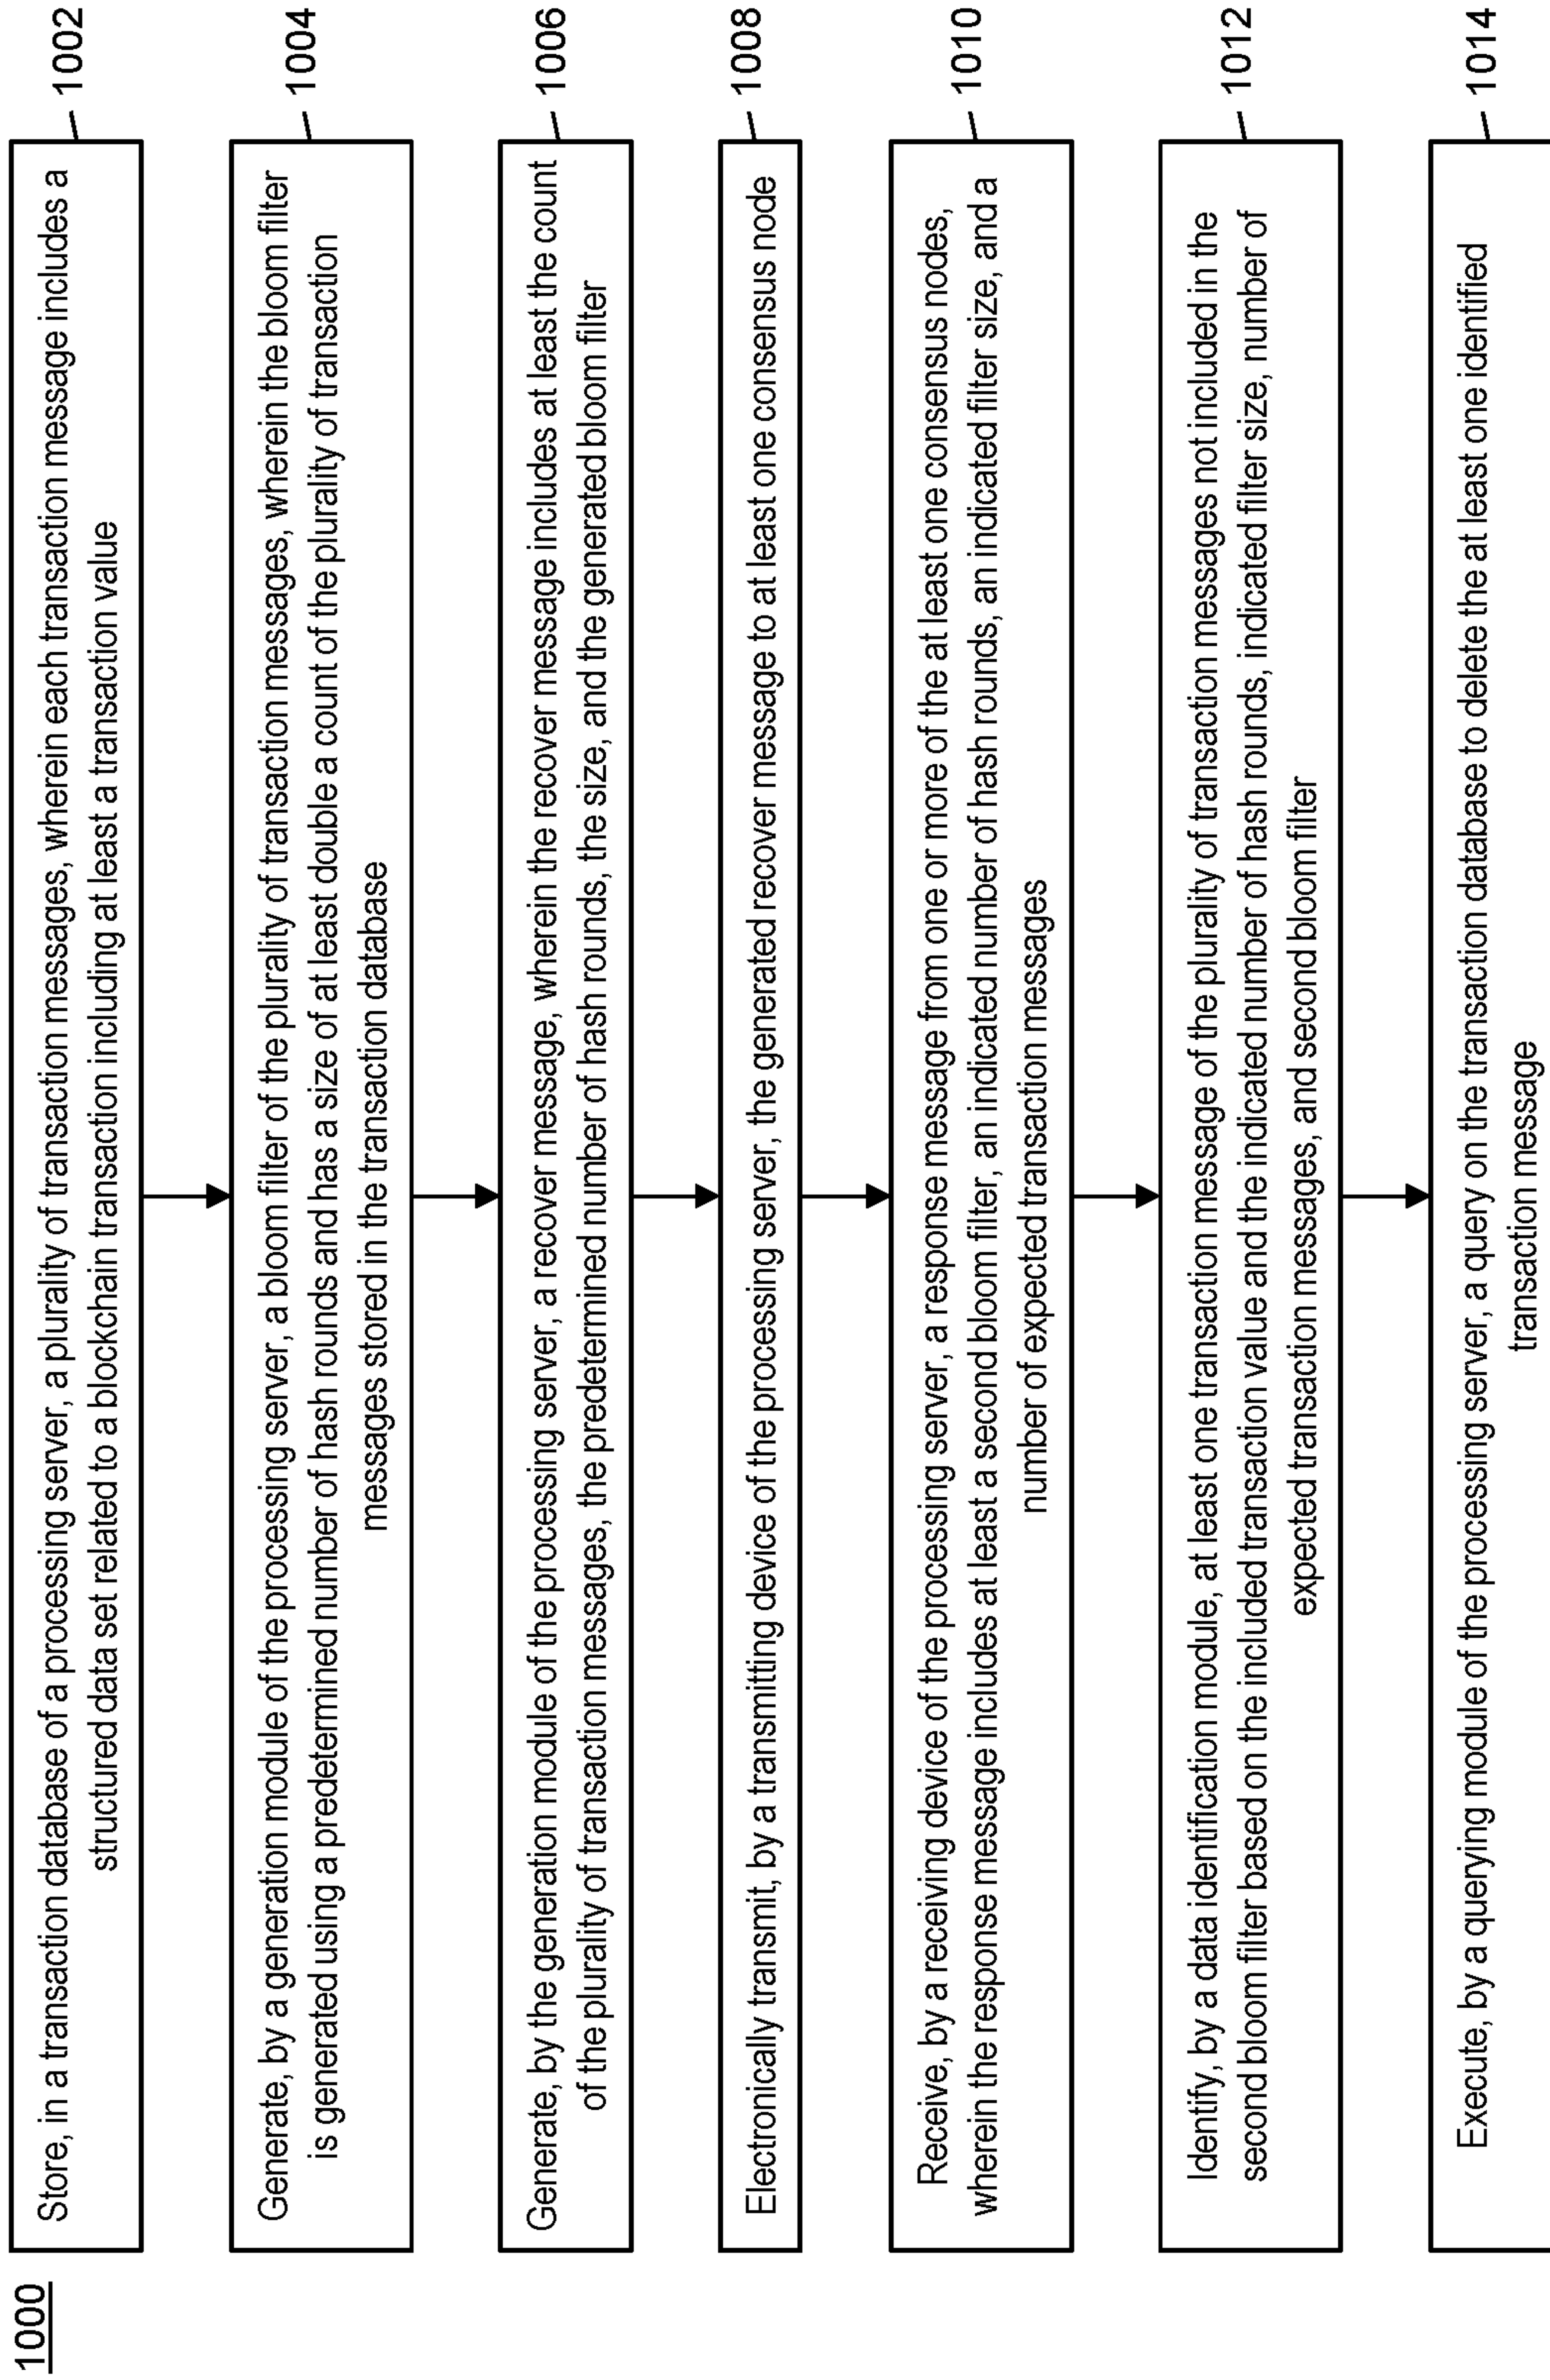 1000
Store, in a transaction database of a processing server, a plurality of transaction messages, wherein each transaction message includes a
structured data set related to a blockchain transaction including at least a transaction value
1002
Generate, by a generation module of the processing server, a bloom filter of the plurality of transaction messages, wherein the bloom filter
is generated using a predetermined number of hash rounds and has a size of at least double a count of the plurality of transaction
messages stored in the transaction database
1004
Generate, by the generation module of the processing server, a recover message, wherein the recover message includes at least the count
of the plurality of transaction messages, the predetermined number of hash rounds, the size, and the generated bloom filter
1006
Electronically transmit, by a transmitting device of the processing server, the generated recover message to at least one consensus node
1008
Receive, by a receiving device of the processing server, a response message from one or more of the at least one consensus nodes,
wherein the response message includes at least a second bloom filter, an indicated number of hash rounds, an indicated filter size, and a
number of expected transaction messages
1010
Identify, by a data identification module, at least one transaction message of the plurality of transaction messages not included in the
second bloom filter based on the included transaction value and the indicated number of hash rounds, indicated filter size, number of
expected transaction messages, and second bloom filter
1012
Execute, by a querying module of the processing server, a query on the transaction database to delete the at least one identified
transaction message
1014